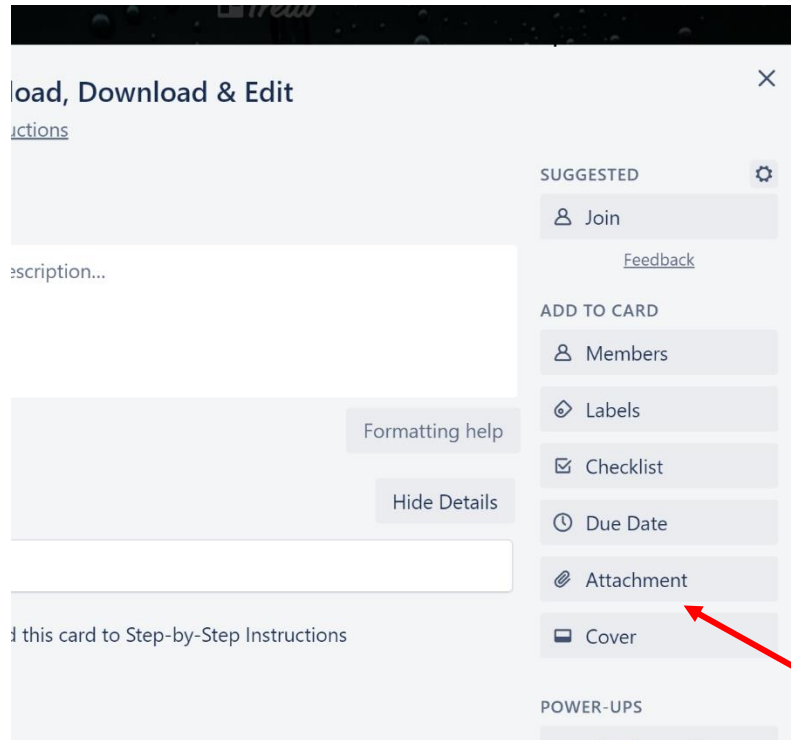 Trello
load, Download & Edit
uctions
SUGGESTED
Join
Feedback
escription...
ADD TO CARD
Members
Labels
Formatting help
Checklist
Hide Details
Due Date
Attachment
d this card to Step-by-Step Instructions
Cover
POWER-UPS